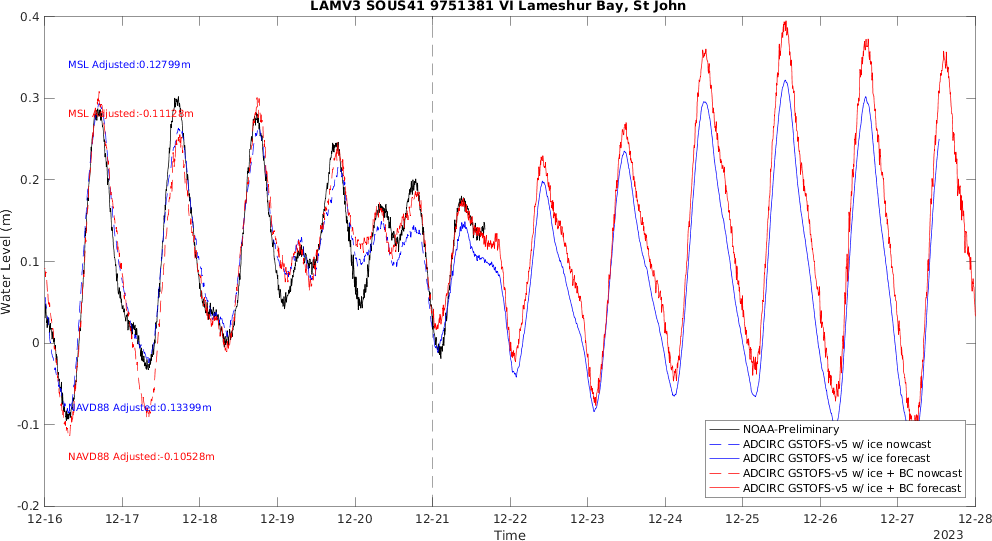 LAMV3 SOUS41 9751381 VI Lameshur Bay, St John
0.4
MSL Adjusted:0.12799m
0.3
MSL Adjusted:-0.11128m
0.2
Water Level (m)
0.1
0
NAVD88 Adjusted:0.13399m
-0.1
NAVD88 Adjusted:-0.10528m
-0.2
NOAA-Preliminary
ADCIRC GSTOFS-v5 w/ ice nowcast
ADCIRC GSTOFS-v5 w/ ice forecast
ADCIRC GSTOFS-v5 w/ ice + BC nowcast
ADCIRC GSTOFS-v5 w/ ice + BC forecast
12-16 12-17 12-18 12-19 12-20 12-21 12-22 12-23 12-24 12-25 12-26 12-27 12-28
Time
2023